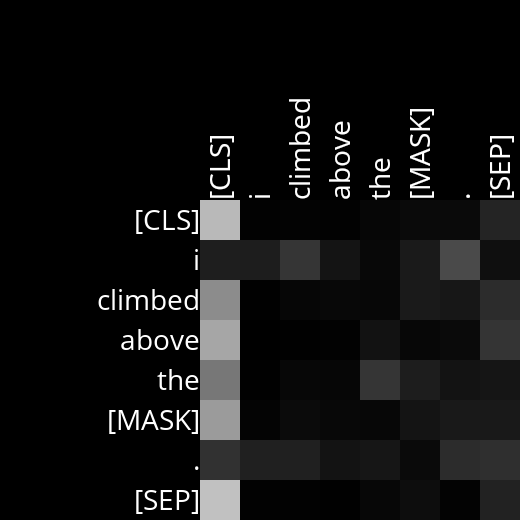 [CLS] i climbed above the [MASK] . [SEP]
[CLS]
i
climbed
above
the
[MASK]
.
[SEP]